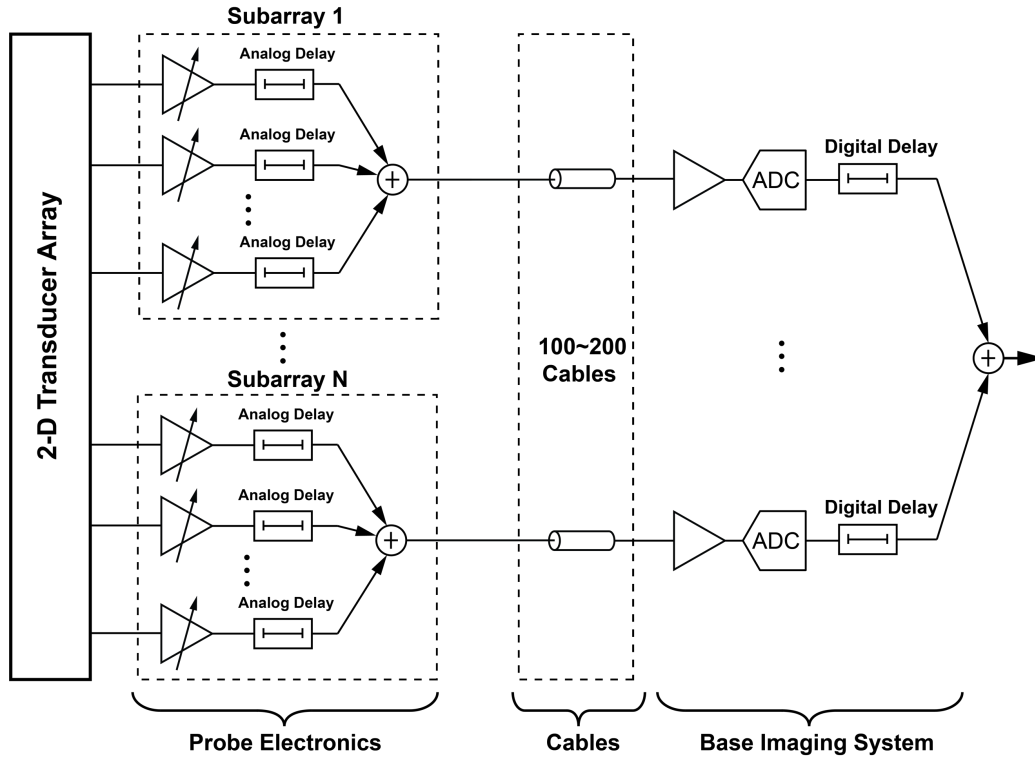 Subarray 1
Analog Delay
Analog Delay
Analog Delay
+
2-D Transducer Array
Subarray N
Analog Delay
Analog Delay
Analog Delay
+
100~200
Cables
ADC
Digital Delay
ADC
Digital Delay
+
Probe Electronics
Cables
Base Imaging System